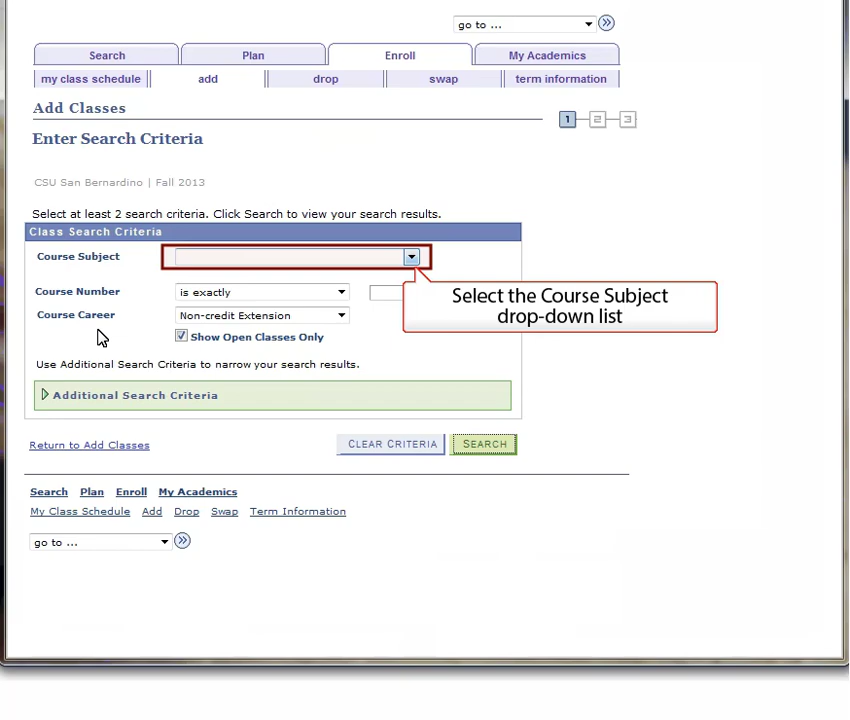 go to ...
Search Plan Enroll My Academics
my class schedule add drop swap term information
Add Classes
1 2 3
Enter Search Criteria
CSU San Bernardino | Fall 2013
Select at least 2 search criteria. Click Search to view your search results.
Class Search Criteria
Course Subject
Select the Course Subject
drop-down list
Course Number is exactly
Course Career Non-credit Extension
Show Open Classes Only
Use Additional Search Criteria to narrow your search results.
Additional Search Criteria
Return to Add Classes CLEAR CRITERIA SEARCH
Search Plan Enroll My Academics
My Class Schedule Add Drop Swap Term Information
go to ...